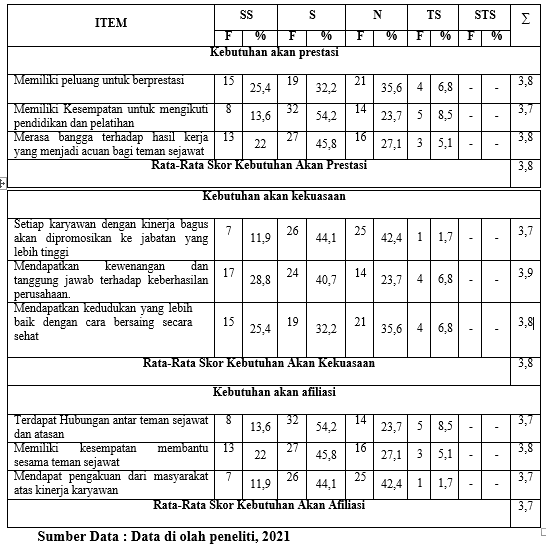 ITEM SS S N TS STS ∑
F % F % F % F % F %
Kebutuhan akan prestasi
Memiliki peluang untuk berprestasi 15 25,4 19 32,2 21 35,6 4 6,8 - - 3,8
Memiliki Kesempatan untuk mengikuti 8 13,6 32 54,2 14 23,7 5 8,5 - - 3,7
pendidikan dan pelatihan
Merasa bangga terhadap hasil kerja 13 22 27 45,8 16 27,1 3 5,1 - - 3,8
yang menjadi acuan bagi teman sejawat
Rata-Rata Skor Kebutuhan Akan Prestasi 3,8
Kebutuhan akan kekuasaan
Setiap karyawan dengan kinerja bagus 7 11,9 26 44,1 25 42,4 1 1,7 - - 3,7
akan dipromosikan ke jabatan yang
lebih tinggi
Mendapatkan kewenangan dan 17 28,8 24 40,7 14 23,7 4 6,8 - - 3,9
tanggung jawab terhadap keberhasilan
perusahaan.
Mendapatkan kedudukan yang lebih 15 25,4 19 32,2 21 35,6 4 6,8 - - 3,8
baik dengan cara bersaing secara
sehat
Rata-Rata Skor Kebutuhan Akan Kekuasaan 3,8
Kebutuhan akan afiliasi
Terdapat Hubungan antar teman sejawat 8 13,6 32 54,2 14 23,7 5 8,5 - - 3,7
dan atasan
Memiliki kesempatan membantu 13 22 27 45,8 16 27,1 3 5,1 - - 3,8
sesama teman sejawat
Mendapat pengakuan dari masyarakat 7 11,9 26 44,1 25 42,4 1 1,7 - - 3,7
atas kinerja karyawan
Rata-Rata Skor Kebutuhan Akan Afiliasi 3,7
Sumber Data : Data di olah peneliti, 2021